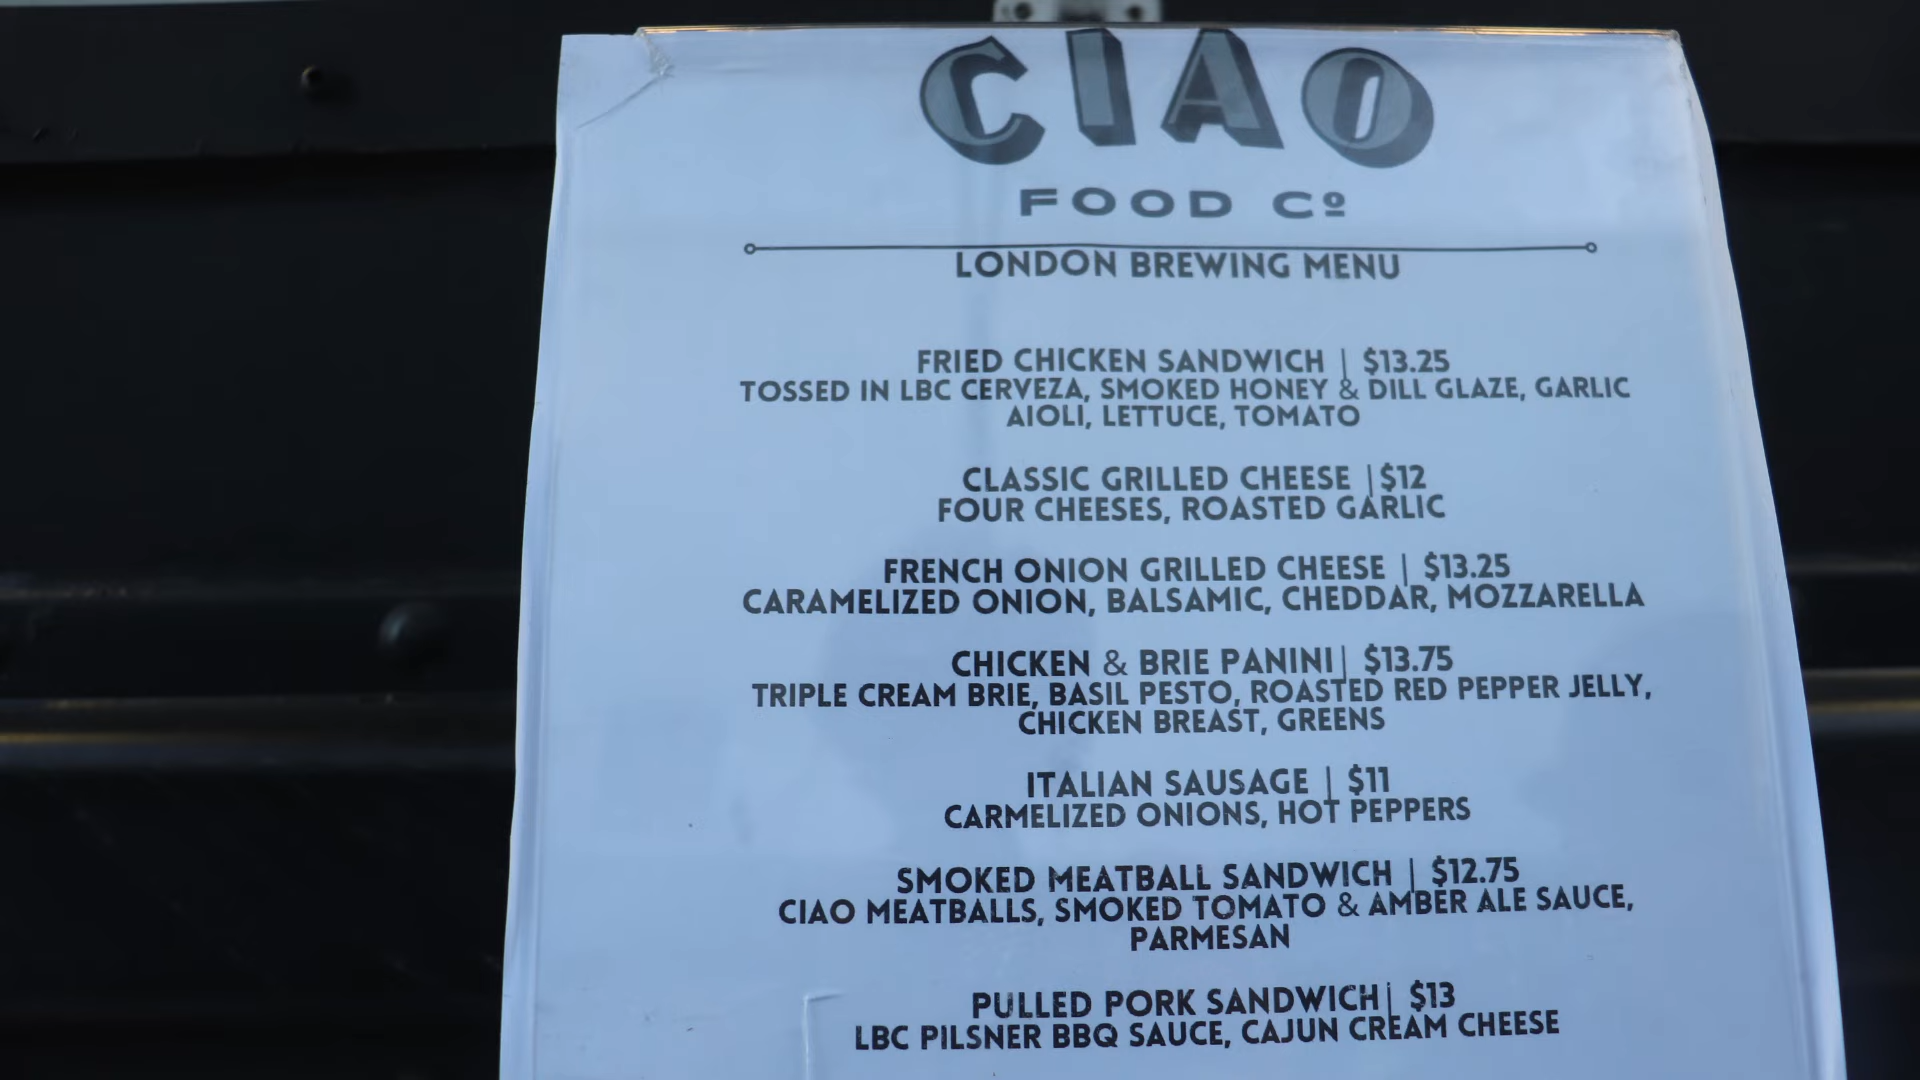 CIAO
FOOD Cº
LONDON BREWING MENU
FRIED CHICKEN SANDWICH | $13.25
TOSSED IN LBC CERVEZA, SMOKED HONEY & DILL GLAZE, GARLIC
AIOLI, LETTUCE, TOMATO
CLASSIC GRILLED CHEESE |$12
FOUR CHEESES, ROASTED GARLIC
FRENCH ONION GRILLED CHEESE | $13.25
CARAMELIZED ONION, BALSAMIC, CHEDDAR, MOZZARELLA
CHICKEN & BRIE PANINI| $13.75
TRIPLE CREAM BRIE, BASIL PESTO, ROASTED RED PEPPER JELLY,
CHICKEN BREAST, GREENS
ITALIAN SAUSAGE | $11
CARMELIZED ONIONS, HOT PEPPERS
SMOKED MEATBALL SANDWICH | $12.75
CIAO MEATBALLS, SMOKED TOMATO & AMBER ALE SAUCE,
PARMESAN
PULLED PORK SANDWICH| $13
LBC PILSNER BBQ SAUCE, CAJUN CREAM CHEESE